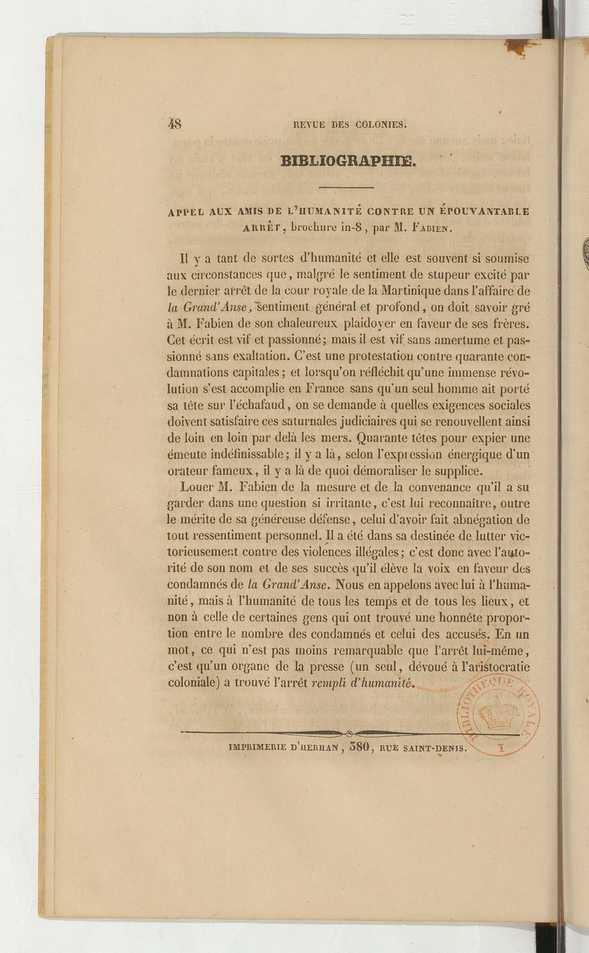 48
REVUE DES COLONIES.
BIBLIOGRAPHIE.
APPEL AUX AMIS DE L'HUMANITÉ CONTRE UN ÉPOUVANTABLE
ARRÊT, brochure in-8, par M. FABIEN.
Il y a tant de sortes d'humanité et elle est souvent si soumise
aux circonstances que, malgré le sentiment de stupeur excité par
le dernier arrêt de la cour royale de la Martinique dans l'affaire de
la Grand'Anse, sentiment général et profond, on doit savoir gré
à M. Fabien de son chaleureux plaidoyer en faveur de ses frères.
Cet écrit est vif et passionné; mais il est vif sans amertume et pas-
sionné sans exaltation. C'est une protestation contre quarante con-
damnations capitales; et lorsqu'on réfléchit qu'une immense révo-
lution s'est accomplie en France sans qu'un seul homme ait porté
sa tête sur l'échafaud, on se demande à quelles exigences sociales
doivent satisfaire ces saturnales judiciaires qui se renouvellent ainsi
de loin en loin par delà les mers. Quarante têtes pour expier une
émeute indéfinissable; il y a là, selon l'expression énergique d'un
orateur fameux, il y a là de quoi démoraliser le supplice.
Louer M. Fabien de la mesure et de la convenance qu'il a su
garder dans une question si irritante, c'est lui reconnaître, outre
le mérite de sa généreuse défense, celui d'avoir fait abnégation de
tout ressentiment personnel. Il a été dans sa destinée de lutter vic-
torieusement contre des violences illégales; c'est donc avec l'auto-
rité de son nom et de ses succès qu'il élève la voix en faveur des
condamnés de la Grand'Anse. Nous en appelons avec lui à l'huma-
nité, mais à l'humanité de tous les temps et de tous les lieux, et
non à celle de certaines gens qui ont trouvé une honnête propor-
tion entre le nombre des condamnés et celui des accusés. En un
mot, ce qui n'est pas moins remarquable que l'arrêt lui-même,
c'est qu'un organe de la presse (un seul, dévoué à l'aristocratie
coloniale) a trouvé l'arrêt rempli d'humanité.
BIBLIOTHEQUE ROYALE
I
IMPRIMERIE D'HERHAN, 380, RUE SAINT-DENIS.